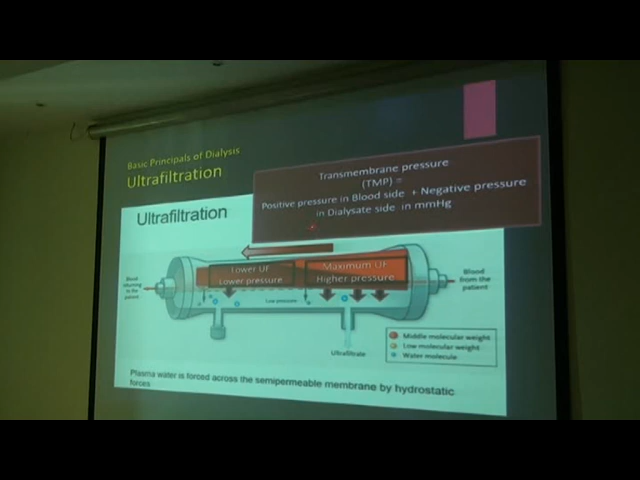 Basic Principals of Dialysis
Ultrafiltration
Transmembrane pressure
(TMP) =
Positive pressure in Blood side + Negative pressure
in Dialysate side in mmHg
Ultrafiltration
Blood
returning
to the
patient
Lower UF
Lower pressure
Maximum UF
Higher pressure
Blood
from the
patient
Low pressure
Ultrafiltrate
Middle molecular weight
Low molecular weight
Water molecule
Plasma water is forced across the semipermeable membrane by hydrostatic
forces